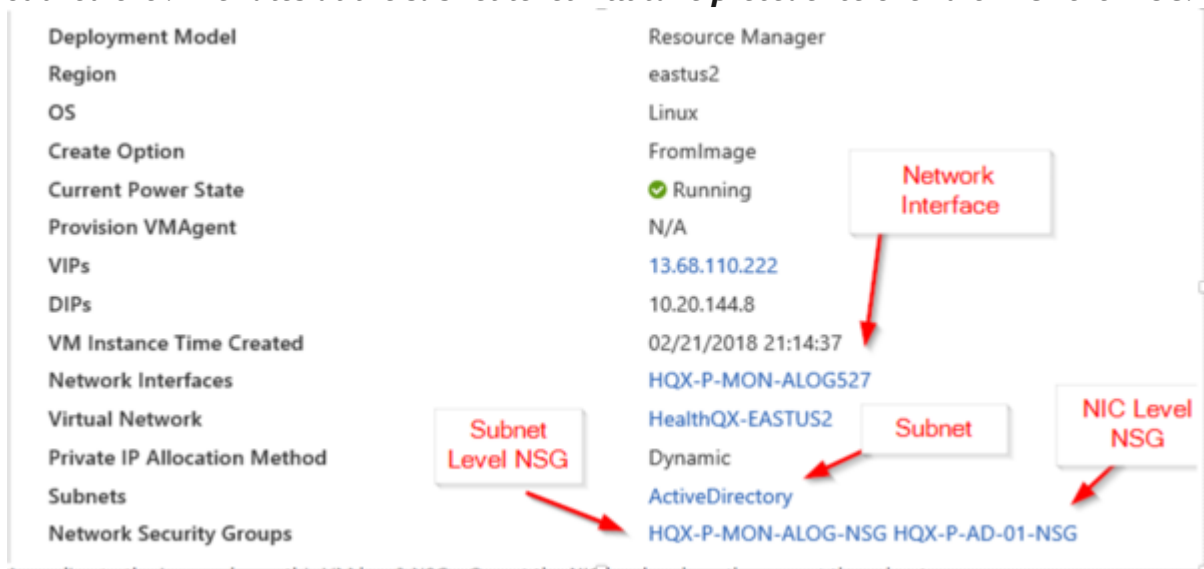 Deployment Model Resource Manager
Region eastus2
OS Linux
Create Option FromImage
Current Power State Running
Network Interface
Provision VMAgent N/A
VIPs 13.68.110.222
DIPs 10.20.144.8
VM Instance Time Created 02/21/2018 21:14:37
Network Interfaces HQX-P-MON-ALOG527
Virtual Network HealthQX-EASTUS2
Subnet Level NSG
Subnet
NIC Level NSG
Private IP Allocation Method Dynamic
Subnets ActiveDirectory
Network Security Groups HQX-P-MON-ALOG-NSG HQX-P-AD-01-NSG